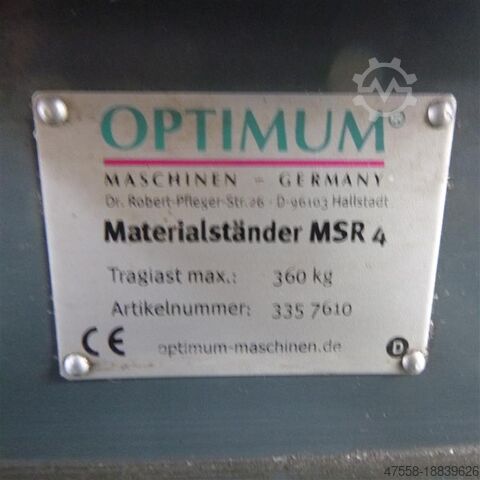 OPTIMUM®
MASCHINEN - GERMANY
Dr. Robert-Pfleger-Str.26 · D-96103 Hallstadt
Materialständer MSR 4
Traglast max.: 360 kg
Artikelnummer: 335 7610
CE optimum-maschinen.de D
47558-18839626